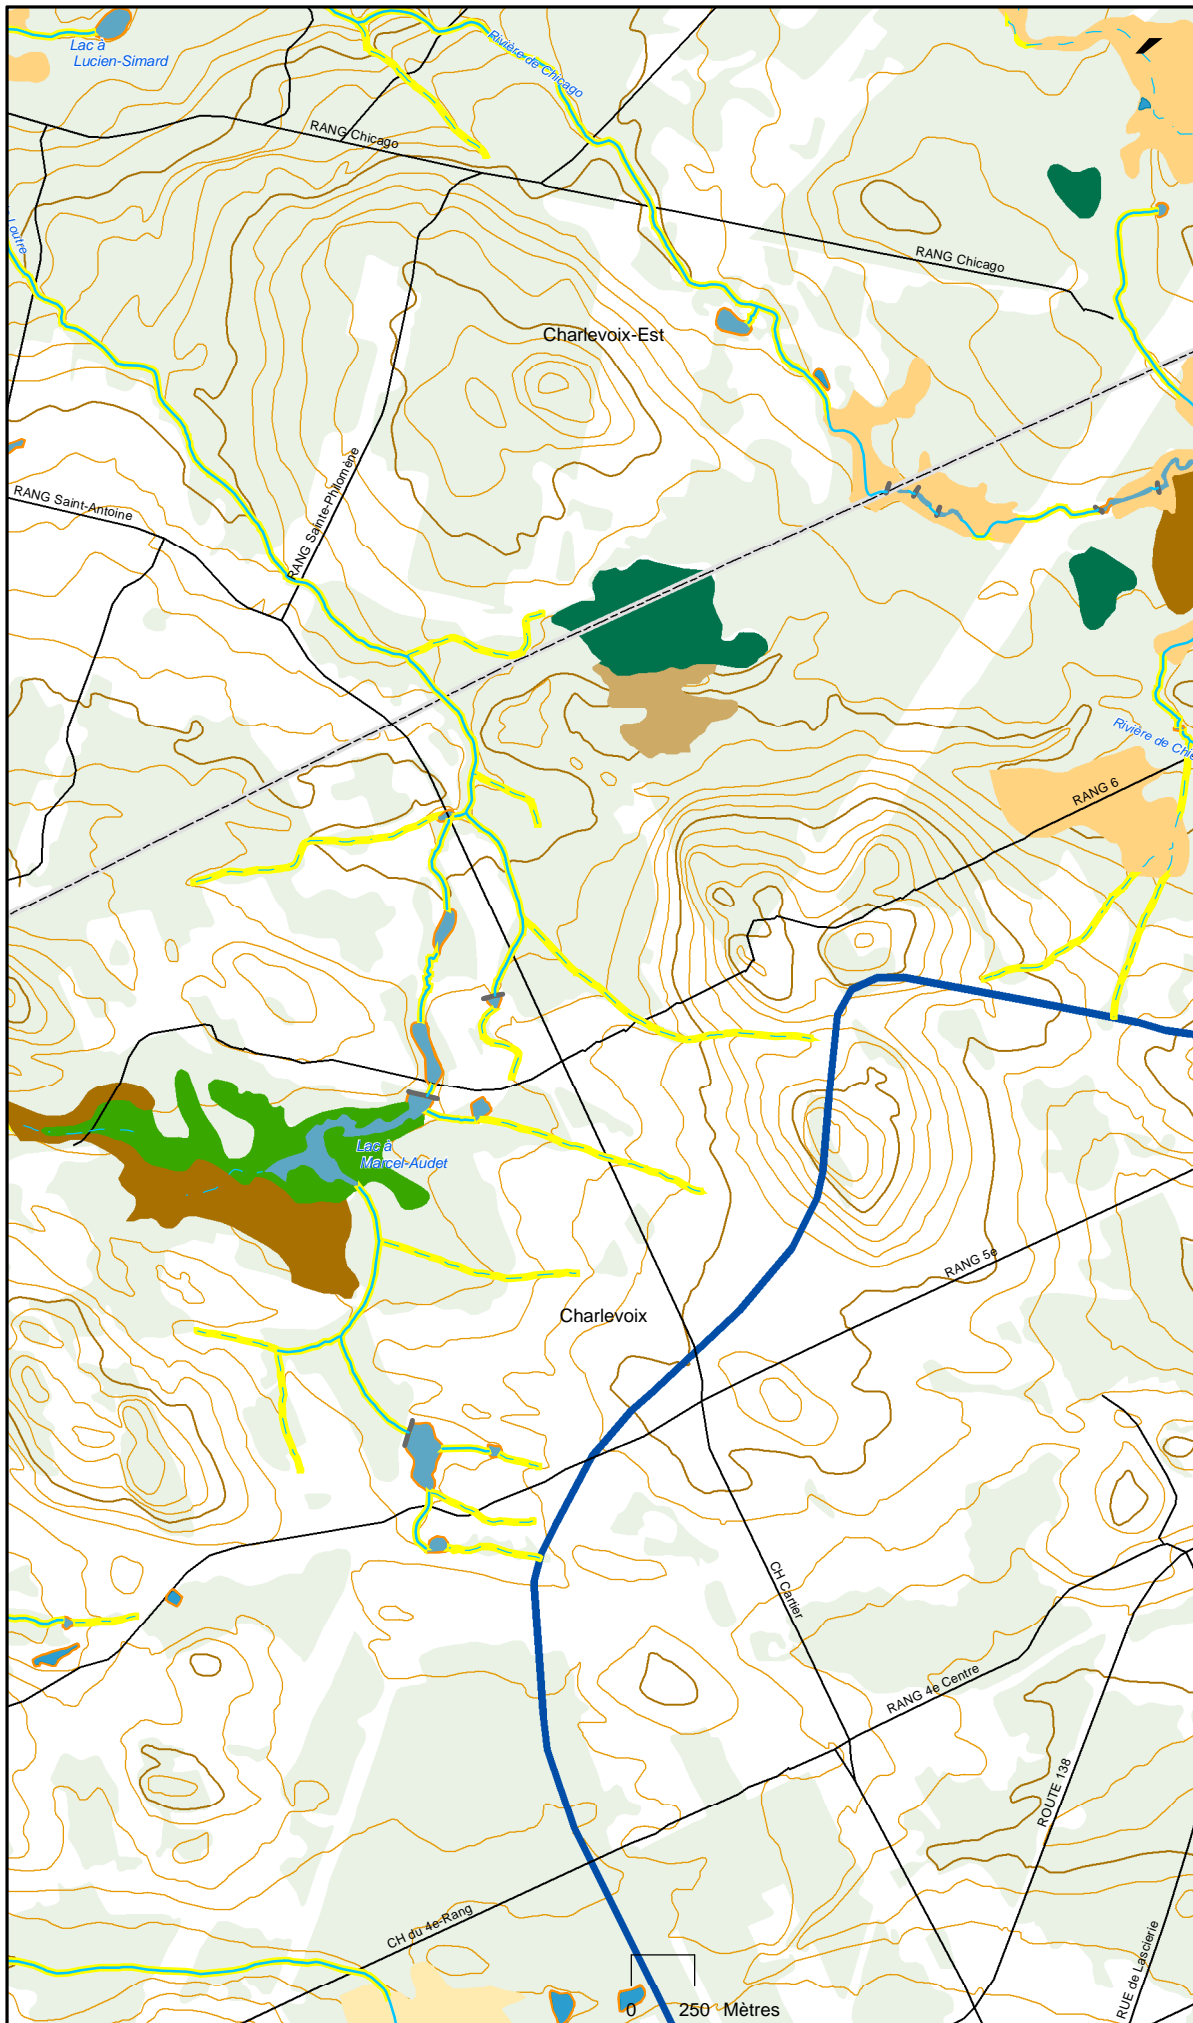 Lac à
Lucien-Simard
Rivière de Chicago
RANG Chicago
Loutre
RANG Chicago
Charlevoix-Est
RANG Sainte-Philomène
RANG Saint-Antoine
Rivière de Chic
RANG 6
Lac à
Marcel-Audet
RANG 5e
Charlevoix
CH Cartier
RANG 4e Centre
ROUTE 138
CH du 4e-Rang
RUE de Lascierie
0 250 Mètres